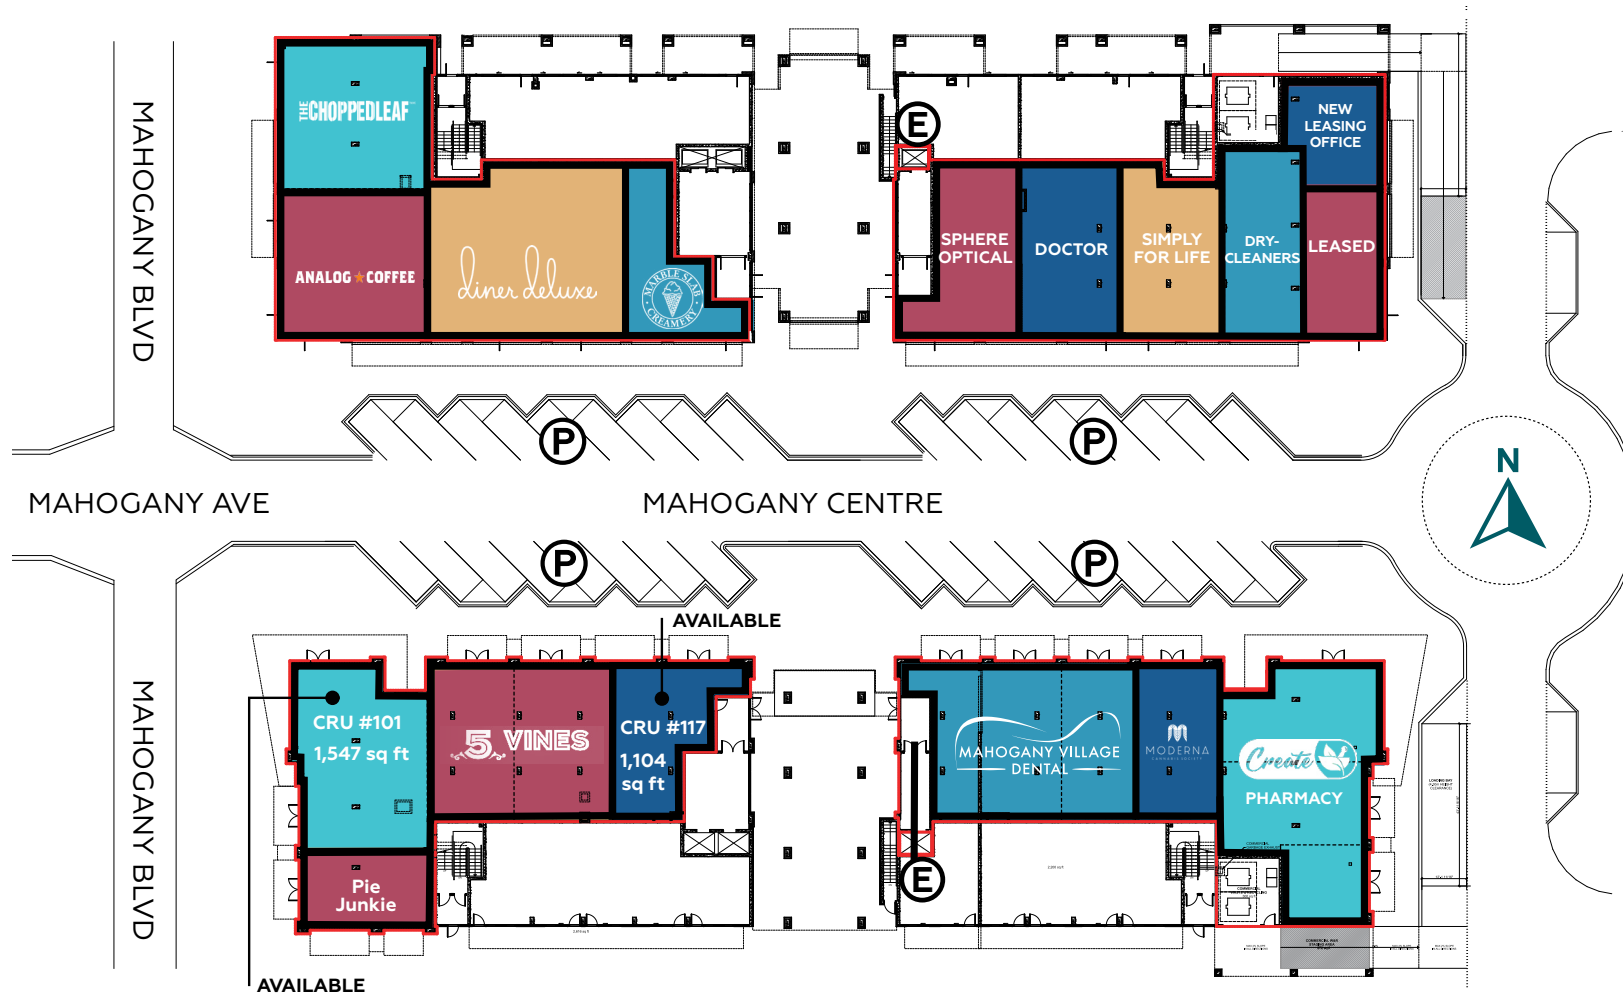 MAHOGANY BLVD
THE CHOPPED LEAF
ANALOG COFFEE
diner deluxe
MARBLE SLAB
CREAMERY
E
SPHERE
OPTICAL
DOCTOR
SIMPLY
FOR LIFE
DRY-
CLEANERS
NEW
LEASING
OFFICE
LEASED
P
P
N
MAHOGANY AVE
MAHOGANY CENTRE
P
P
AVAILABLE
MAHOGANY BLVD
CRU #101
1,547 sq ft
5 VINES
CRU #117
1,104
sq ft
MAHOGANY VILLAGE
DENTAL
MODERNA
CANNABIS SOCIETY
Create
PHARMACY
Pie
Junkie
E
AVAILABLE